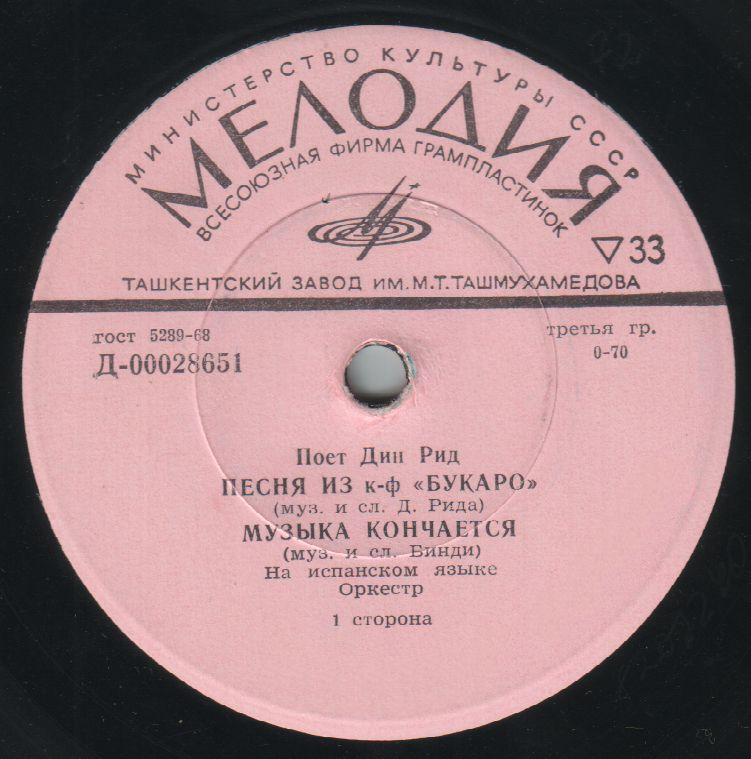 МИНИСТЕРСТВО КУЛЬТУРЫ СССР
МЕЛОДИЯ
ВСЕСОЮЗНАЯ ФИРМА ГРАМПЛАСТИНОК
▽33
ТАШКЕНТСКИЙ ЗАВОД ИМ. М.Т. ТАШМУХАМЕДОВА
гост 5289-68
третья гр.
Д-00028651
0-70
Поет Дин Рид
ПЕСНЯ ИЗ к-ф «БУКАРО»
(муз. и сл. Д. Рида)
МУЗЫКА КОНЧАЕТСЯ
(муз. и сл. Бинди)
На испанском языке
Оркестр
1 сторона